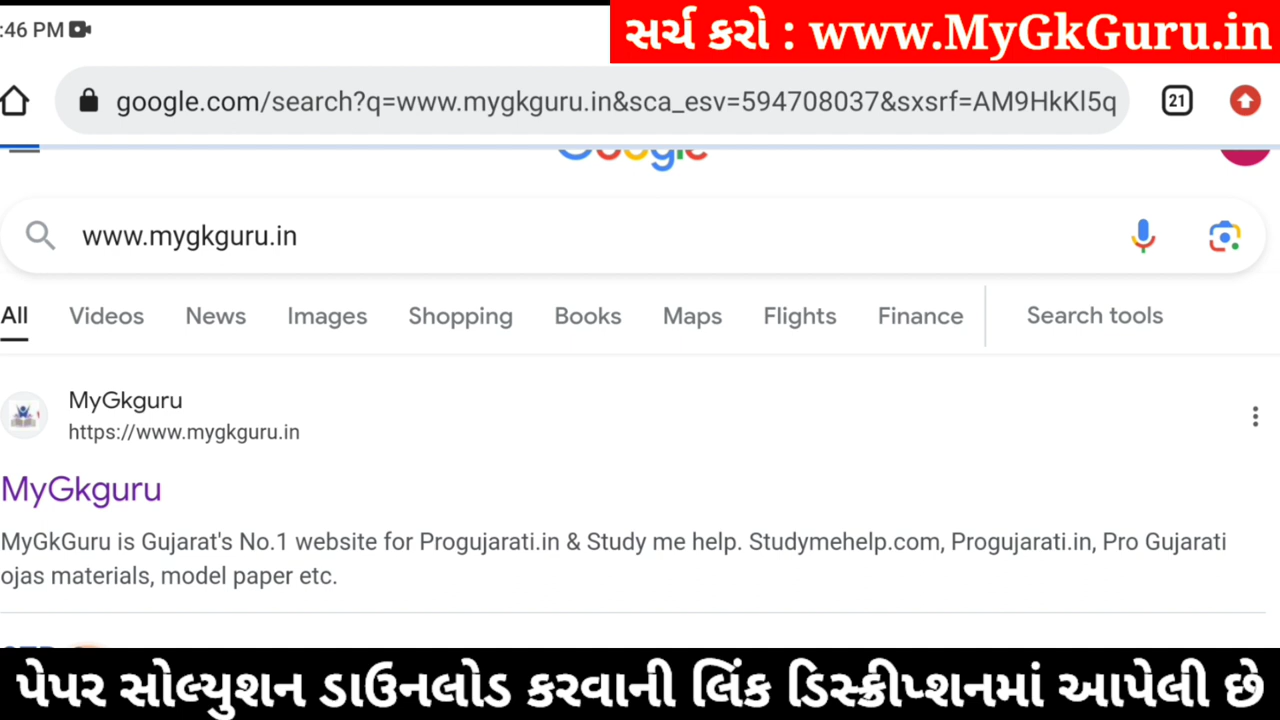 :46 PM
સર્ચ કરો : www.MyGkGuru.in
google.com/search?q=www.mygkguru.in&sca_esv=594708037&sxsrf=AM9HkKl5q
21
Google
www.mygkguru.in
All Videos News Images Shopping Books Maps Flights Finance Search tools
MyGkguru
https://www.mygkguru.in
MyGkguru
MyGkGuru is Gujarat's No.1 website for Progujarati.in & Study me help. Studymehelp.com, Progujarati.in, Pro Gujarati
ojas materials, model paper etc.
પેપર સોલ્યુશન ડાઉનલોડ કરવાની લિંક ડિસ્ક્રીપ્શનમાં આપેલી છે